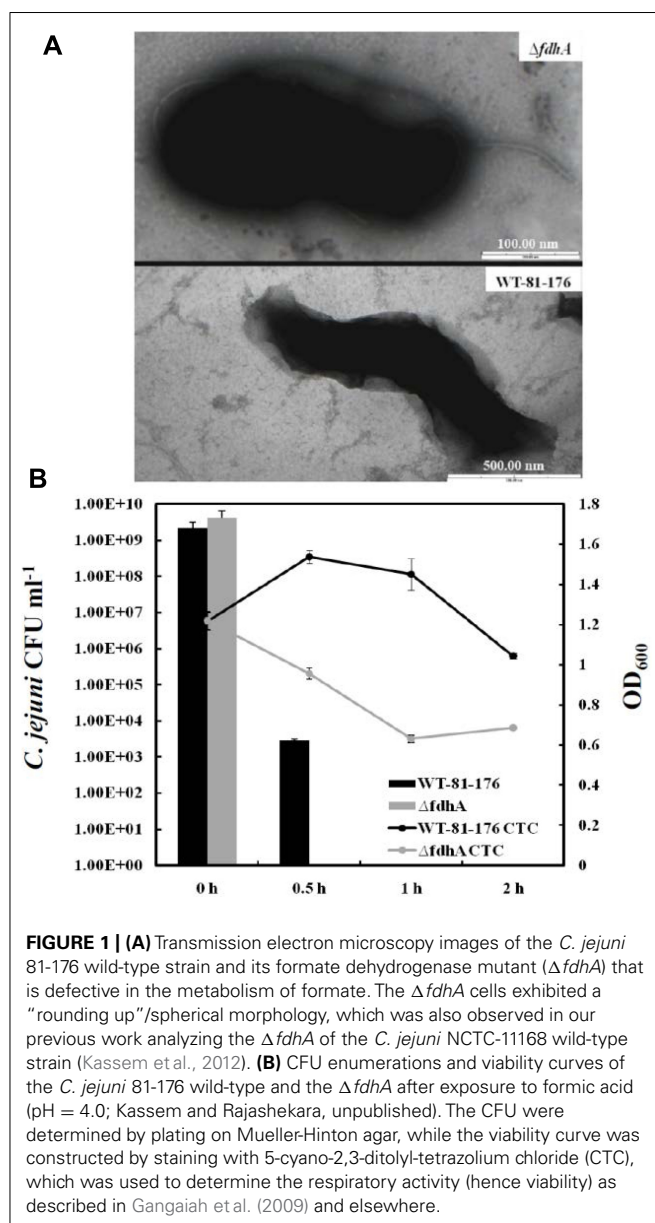 A
ΔfdhA
100.00 nm
WT-81-176
500.00 nm
B
C. jejuni CFU ml-1
1.00E+10
1.00E+09
1.00E+08
1.00E+07
1.00E+06
1.00E+05
1.00E+04
1.00E+03
1.00E+02
1.00E+01
1.00E+00
1.8
1.6
1.4
1.2
1
0.8
0.6
0.4
0.2
0
OD600
WT-81-176
ΔfdhA
WT-81-176 CTC
ΔfdhA CTC
0 h
0.5 h
1 h
2 h
FIGURE 1 | (A) Transmission electron microscopy images of the C. jejuni
81-176 wild-type strain and its formate dehydrogenase mutant (ΔfdhA) that
is defective in the metabolism of formate. The ΔfdhA cells exhibited a
“rounding up”/spherical morphology, which was also observed in our
previous work analyzing the ΔfdhA of the C. jejuni NCTC-11168 wild-type
strain (Kassem et al., 2012). (B) CFU enumerations and viability curves of
the C. jejuni 81-176 wild-type and the ΔfdhA after exposure to formic acid
(pH = 4.0; Kassem and Rajashekara, unpublished). The CFU were
determined by plating on Mueller-Hinton agar, while the viability curve was
constructed by staining with 5-cyano-2,3-ditolyl-tetrazolium chloride (CTC),
which was used to determine the respiratory activity (hence viability) as
described in Gangaiah et al. (2009) and elsewhere.